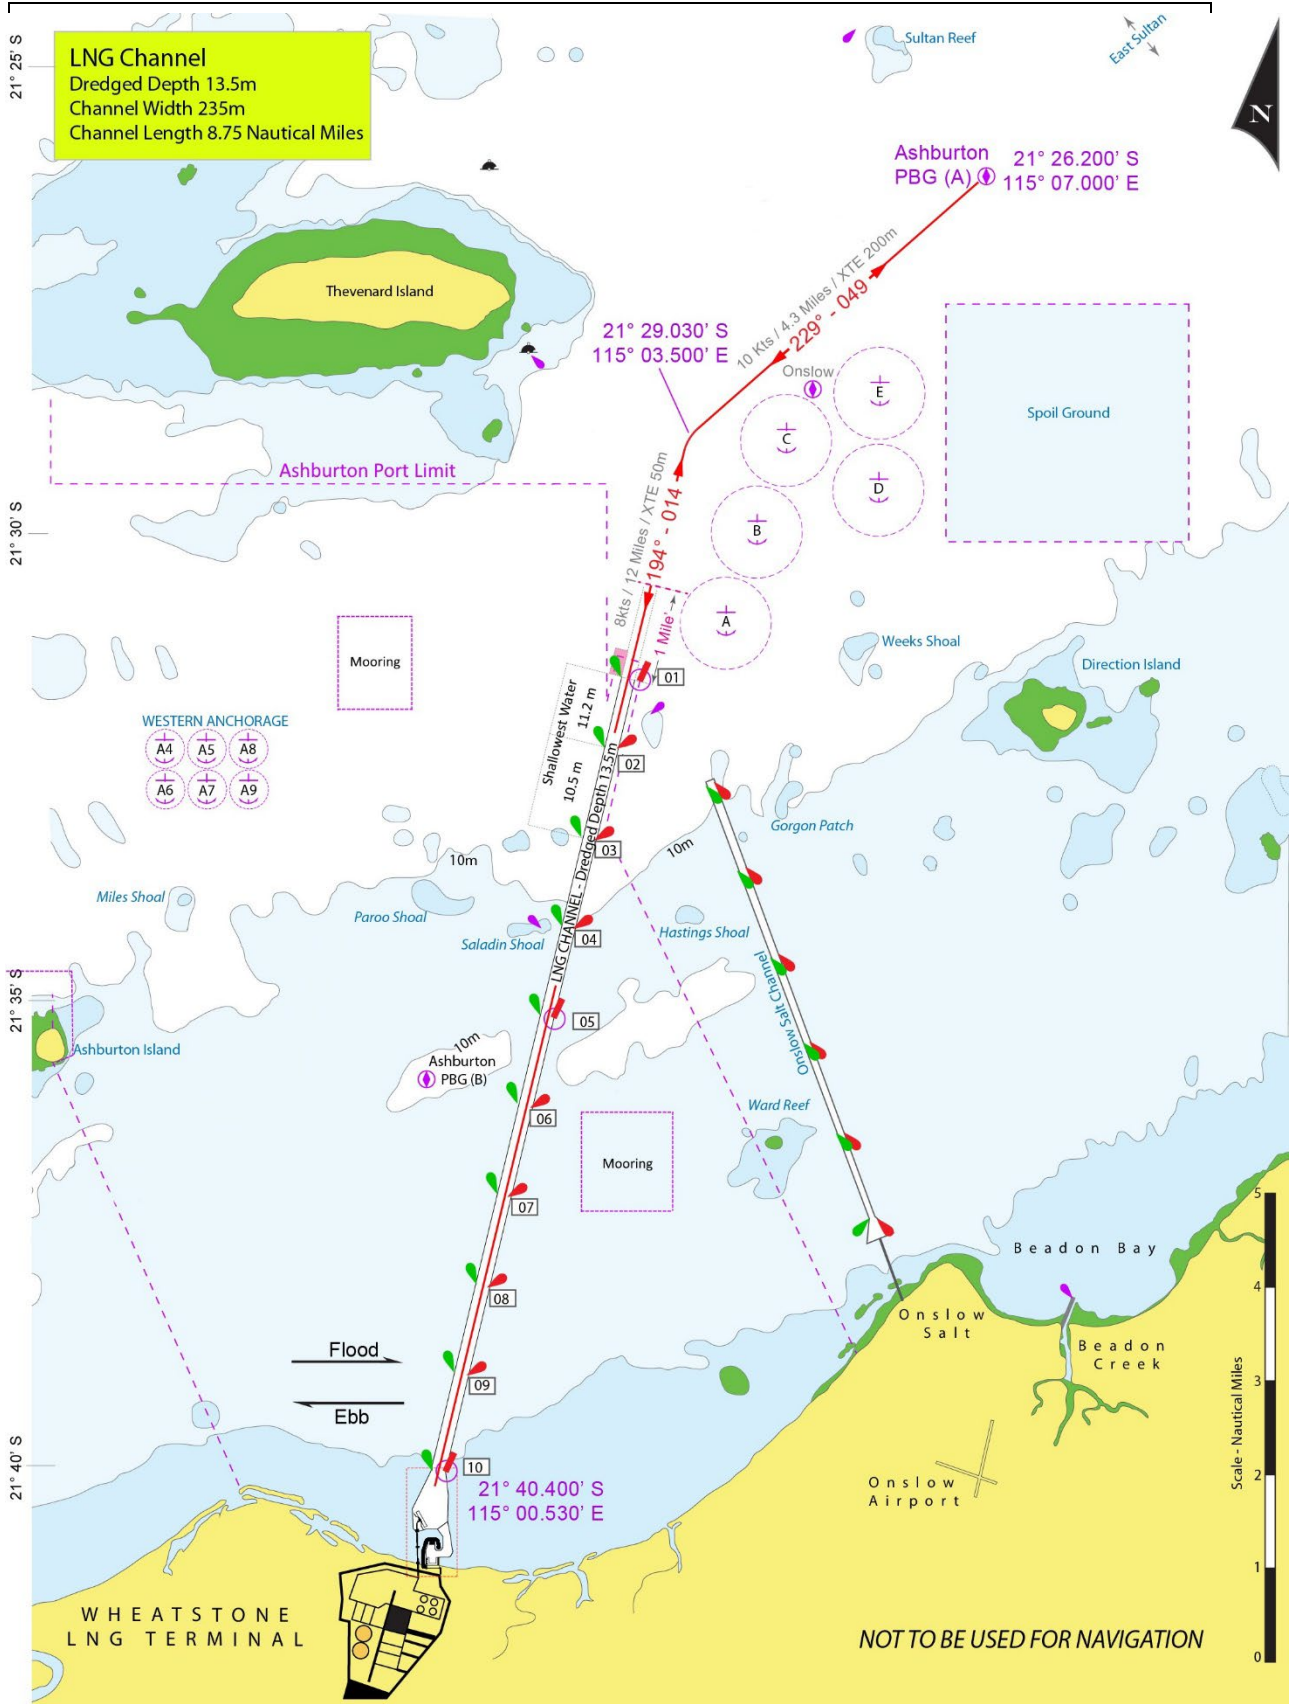 LNG Channel
Dredged Depth 13.5m
Channel Width 235m
Channel Length 8.75 Nautical Miles
21° 25' S
Sultan Reef
East Sultan
N
Ashburton
PBG (A)
21° 26.200' S
115° 07.000' E
Thevenard Island
10 Kts / 4.3 Miles / XTE 200m
229° - 049
21° 29.030' S
115° 03.500' E
Onslow
E
C
D
B
A
Spoil Ground
Ashburton Port Limit
21° 30' S
8kts / 12 Miles / XTE 50m
194° - 014
1 Mile
Mooring
Weeks Shoal
Direction Island
01
Shallowest Water
11.2 m
10.5 m
WESTERN ANCHORAGE
A4
A5
A8
A6
A7
A9
02
03
LNG CHANNEL - Dredged Depth 13.5m
Gorgon Patch
10m
10m
Miles Shoal
Paroo Shoal
Saladin Shoal
04
Hastings Shoal
Onslow Salt Channel
21° 35' S
05
Ashburton Island
10m
Ashburton
PBG (B)
06
Ward Reef
Mooring
07
08
Beadon Bay
Onslow
Salt
Beadon
Creek
Flood
Ebb
09
21° 40' S
10
21° 40.400' S
115° 00.530' E
Onslow
Airport
Scale - Nautical Miles
5
4
3
2
1
0
WHEATSTONE
LNG TERMINAL
NOT TO BE USED FOR NAVIGATION